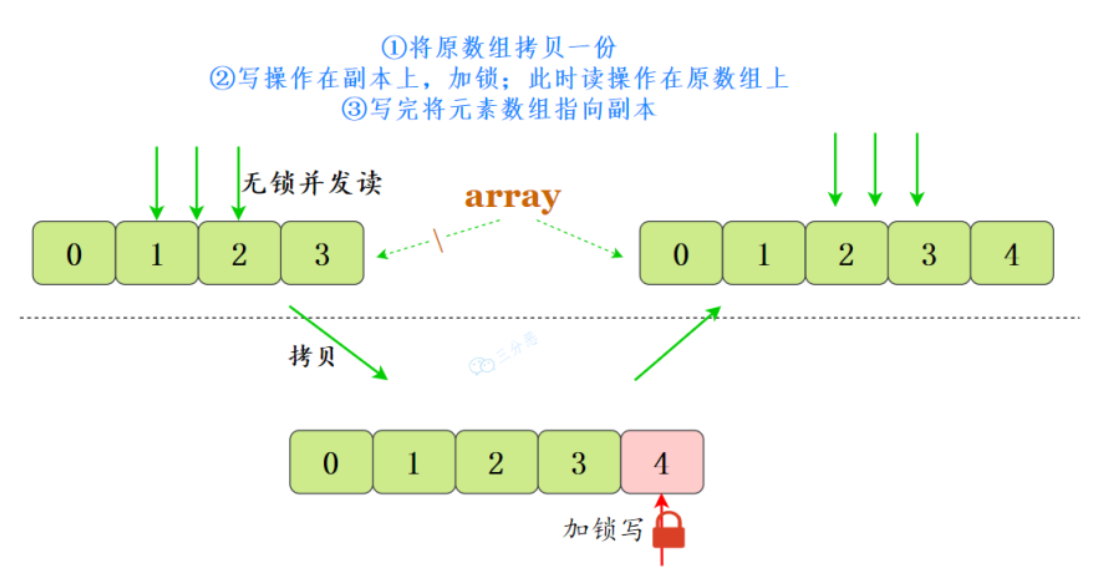 ①将原数组拷贝一份
②写操作在副本上，加锁；此时读操作在原数组上
③写完将元素数组指向副本
无锁并发读
array
0 1 2 3
0 1 2 3 4
拷贝
三分恶
0 1 2 3 4
加锁写